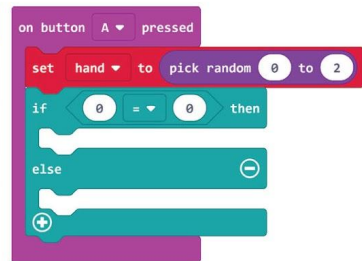 on button A pressed
set hand to pick random 0 to 2
if 0 = 0 then
else